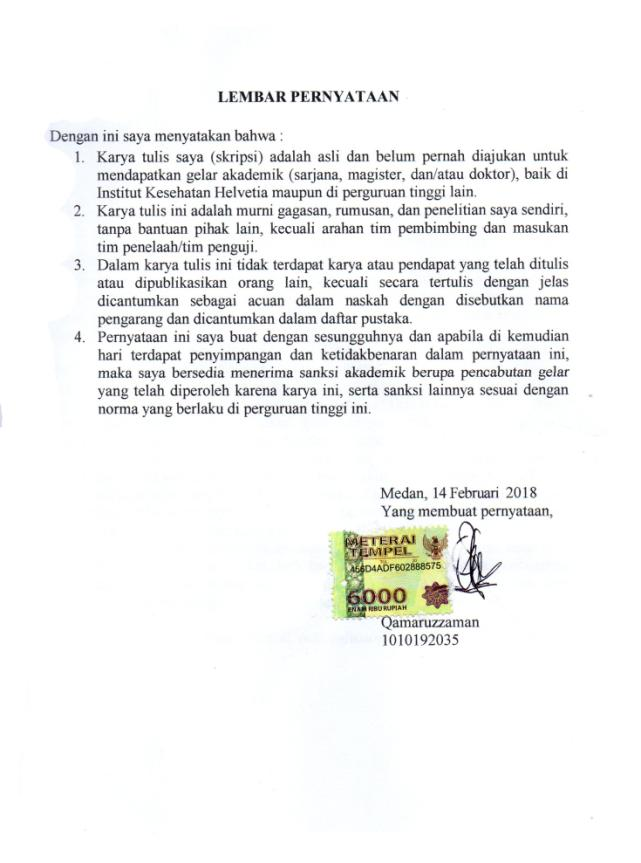 LEMBAR PERNYATAAN
Dengan ini saya menyatakan bahwa :
1. Karya tulis saya (skripsi) adalah asli dan belum pernah diajukan untuk
mendapatkan gelar akademik (sarjana, magister, dan/atau doktor), baik di
Institut Kesehatan Helvetia maupun di perguruan tinggi lain.
2. Karya tulis ini adalah murni gagasan, rumusan, dan penelitian saya sendiri,
tanpa bantuan pihak lain, kecuali arahan tim pembimbing dan masukan
tim penelaah/tim penguji.
3. Dalam karya tulis ini tidak terdapat karya atau pendapat yang telah ditulis
atau dipublikasikan orang lain, kecuali secara tertulis dengan jelas
dicantumkan sebagai acuan dalam naskah dengan disebutkan nama
pengarang dan dicantumkan dalam daftar pustaka.
4. Pernyataan ini saya buat dengan sesungguhnya dan apabila di kemudian
hari terdapat penyimpangan dan ketidakbenaran dalam pernyataan ini,
maka saya bersedia menerima sanksi akademik berupa pencabutan gelar
yang telah diperoleh karena karya ini, serta sanksi lainnya sesuai dengan
norma yang berlaku di perguruan tinggi ini.
Medan, 14 Februari 2018
Yang membuat pernyataan,
METERAI
TEMPEL
456D4ADF602888575
6000
ENAM RIBU RUPIAH
Qamaruzzaman
1010192035